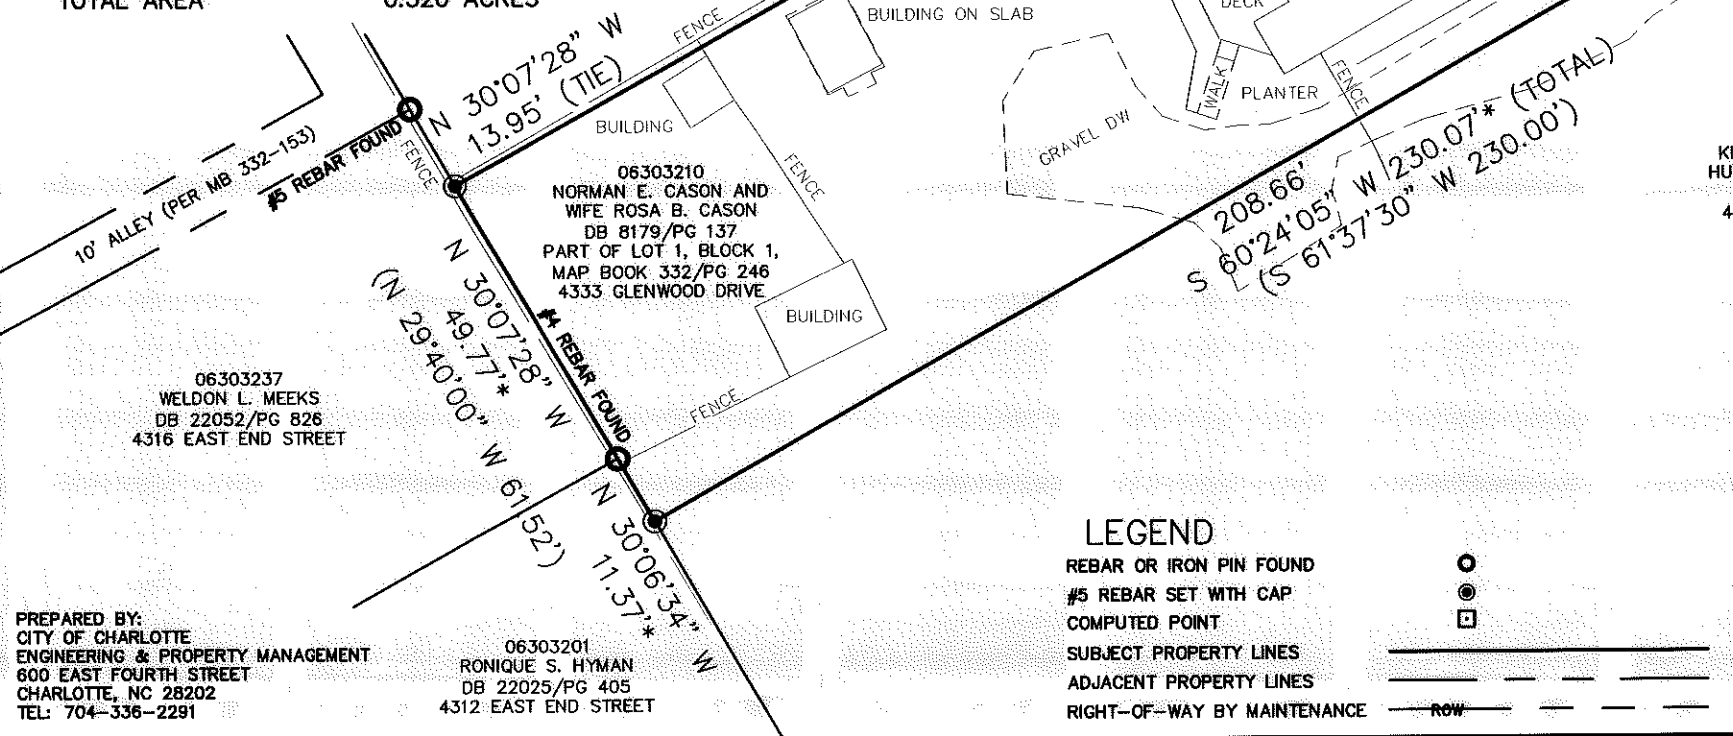 TOTAL AREA 0.320 ACRES
BUILDING ON SLAB
DECK
FENCE
N 30°07'28" W
13.95' (TIE)
WALK
FENCE
PLANTER
BUILDING
GRAVEL DW
FENCE
FENCE
10' ALLEY (PER MB 332-153)
#5 REBAR FOUND
06303210
NORMAN E. CASON AND
WIFE ROSA B. CASON
DB 8179/PG 137
PART OF LOT 1, BLOCK 1,
MAP BOOK 332/PG 246
4333 GLENWOOD DRIVE
208.66'
S 60°24'05" W 230.07'* (TOTAL)
(S 61°37'30" W 230.00')
N 30°07'28" W
49.77'*
(N 29°40'00" W 61.52')
#4 REBAR FOUND
BUILDING
FENCE
06303237
WELDON L. MEEKS
DB 22052/PG 826
4316 EAST END STREET
N 30°06'34" W
11.37'*
06303201
RONIQUE S. HYMAN
DB 22025/PG 405
4312 EAST END STREET
PREPARED BY:
CITY OF CHARLOTTE
ENGINEERING & PROPERTY MANAGEMENT
600 EAST FOURTH STREET
CHARLOTTE, NC 28202
TEL: 704-336-2291
LEGEND
REBAR OR IRON PIN FOUND
#5 REBAR SET WITH CAP
COMPUTED POINT
SUBJECT PROPERTY LINES
ADJACENT PROPERTY LINES
RIGHT-OF-WAY BY MAINTENANCE ROW